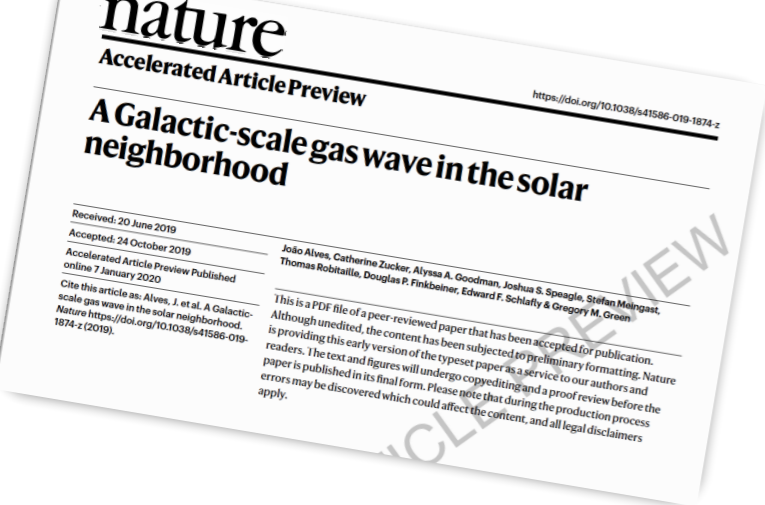 nature
Accelerated Article Preview
https://doi.org/10.1038/s41586-019-1874-z
A Galactic-scale gas wave in the solar
neighborhood
Received: 20 June 2019
Accepted: 24 October 2019
Accelerated Article Preview Published
online 7 January 2020
Cite this article as: Alves, J. et al. A Galactic-
scale gas wave in the solar neighborhood.
Nature https://doi.org/10.1038/s41586-019-
1874-z (2019).
João Alves, Catherine Zucker, Alyssa A. Goodman, Joshua S. Speagle, Stefan Meingast,
Thomas Robitaille, Douglas P. Finkbeiner, Edward F. Schlafly & Gregory M. Green
This is a PDF file of a peer-reviewed paper that has been accepted for publication.
Although unedited, the content has been subjected to preliminary formatting. Nature
is providing this early version of the typeset paper as a service to our authors and
readers. The text and figures will undergo copyediting and a proof review before the
paper is published in its final form. Please note that during the production process
errors may be discovered which could affect the content, and all legal disclaimers
apply.
ICLE PREVIEW